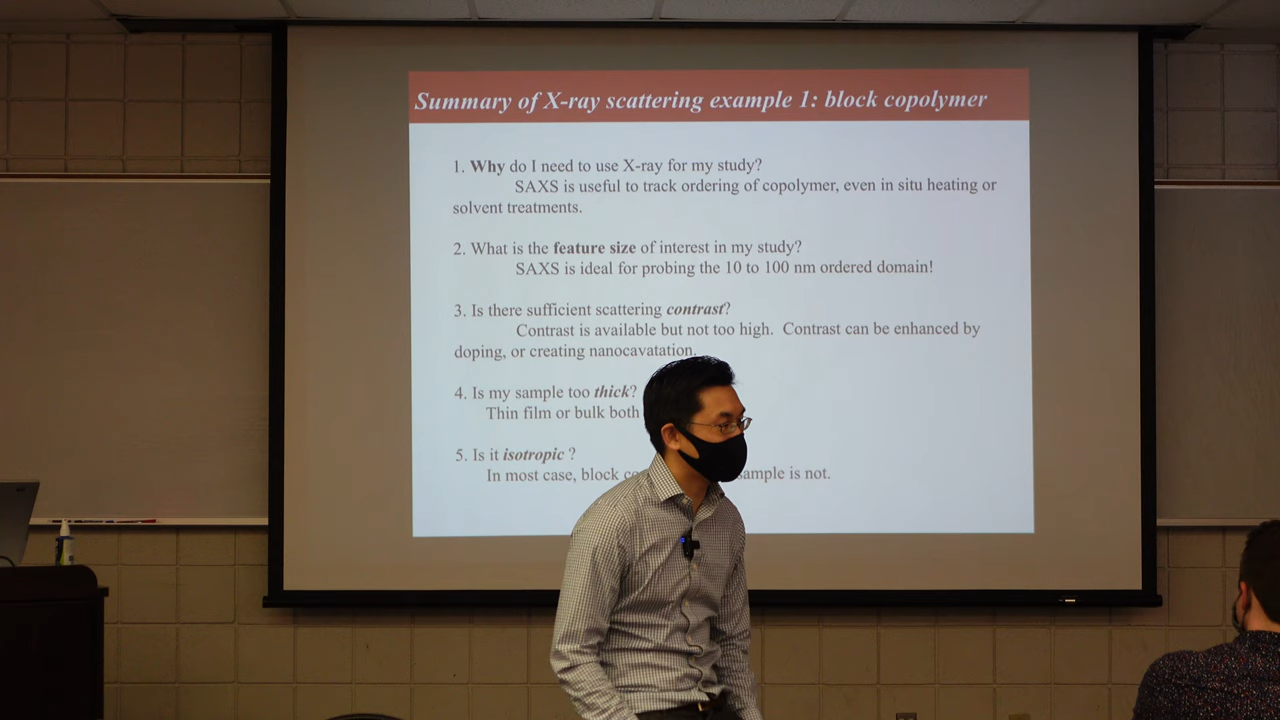 Summary of X-ray scattering example 1: block copolymer
1. Why do I need to use X-ray for my study?
SAXS is useful to track ordering of copolymer, even in situ heating or
solvent treatments.
2. What is the feature size of interest in my study?
SAXS is ideal for probing the 10 to 100 nm ordered domain!
3. Is there sufficient scattering contrast?
Contrast is available but not too high. Contrast can be enhanced by
doping, or creating nanocavatation.
4. Is my sample too thick?
Thin film or bulk both
5. Is it isotropic ?
In most case, block sample is not.